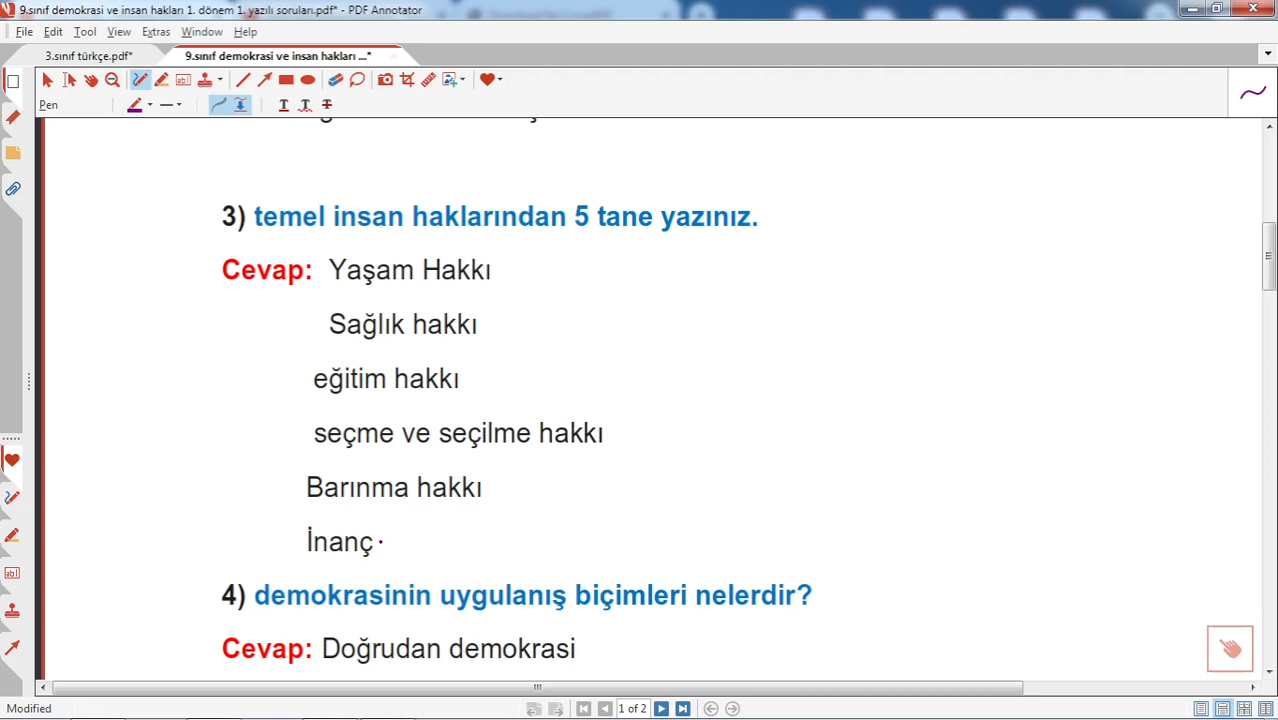 9.sınıf demokrasi ve insan hakları 1. dönem 1. yazılı soruları.pdf* - PDF Annotator
File Edit Tool View Extras Window Help
3.sınıf türkçe.pdf* 9.sınıf demokrasi ve insan hakları ...*
Pen
3) temel insan haklarından 5 tane yazınız.
Cevap: Yaşam Hakkı
Sağlık hakkı
eğitim hakkı
seçme ve seçilme hakkı
Barınma hakkı
İnanç
4) demokrasinin uygulanış biçimleri nelerdir?
Cevap: Doğrudan demokrasi
Modified 1 of 2